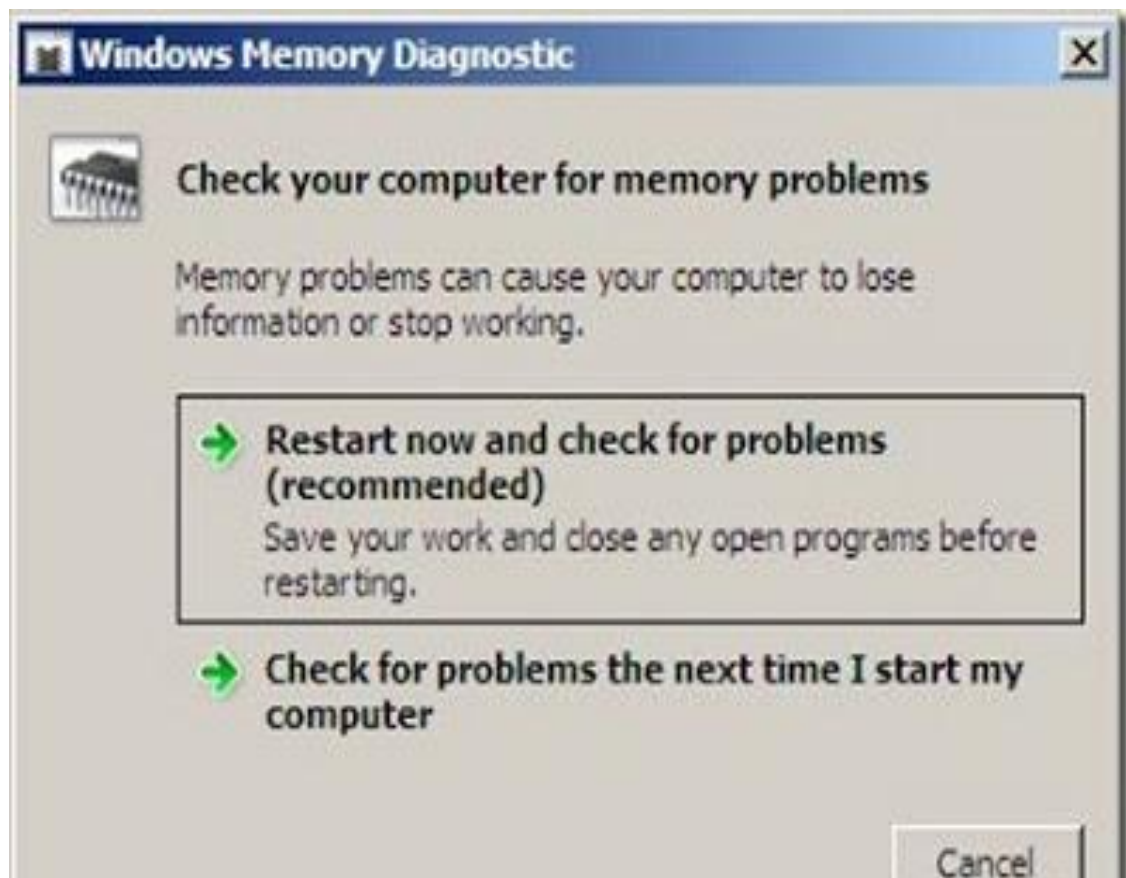 Windows Memory Diagnostic
Check your computer for memory problems
Memory problems can cause your computer to lose
information or stop working.
Restart now and check for problems
(recommended)
Save your work and close any open programs before
restarting.
Check for problems the next time I start my
computer
Cancel